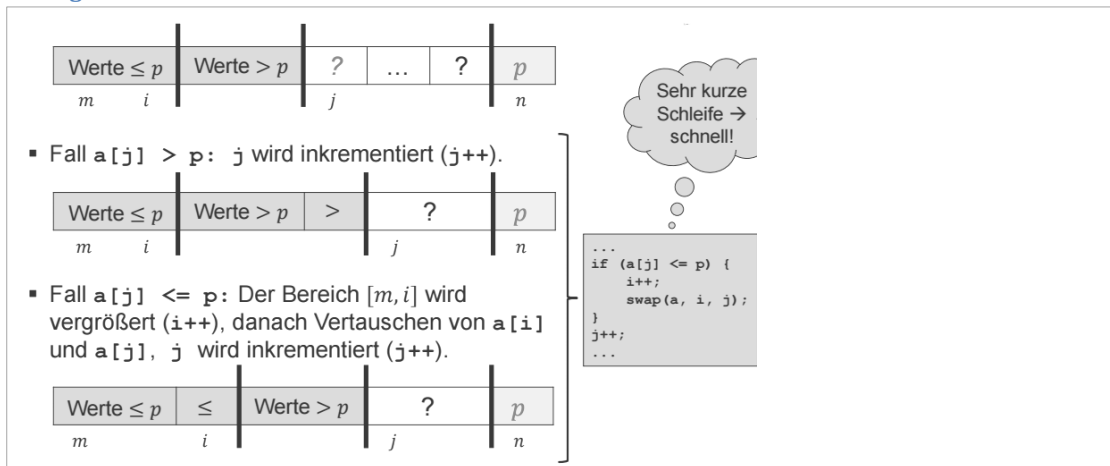 Werte ≤ p Werte > p ? ... ? p
m i j n
▪ Fall a[j] > p: j wird inkrementiert (j++).
Werte ≤ p Werte > p > ? p
m i j n
▪ Fall a[j] <= p: Der Bereich [m, i] wird
vergrößert (i++), danach Vertauschen von a[i]
und a[j], j wird inkrementiert (j++).
Werte ≤ p ≤ Werte > p ? p
m i j n
Sehr kurze
Schleife →
schnell!
...
if (a[j] <= p) {
i++;
swap(a, i, j);
}
j++;
...